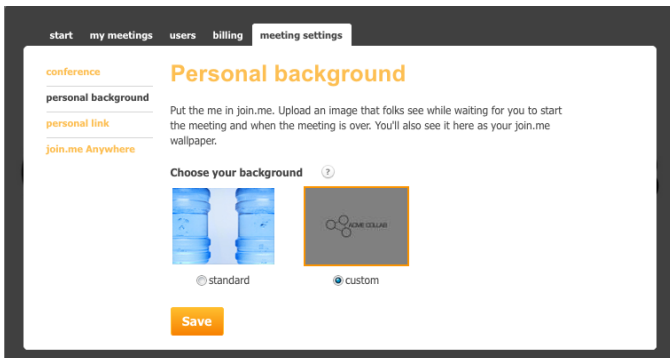 start my meetings users billing meeting settings
conference
personal background
personal link
join.me Anywhere
Personal background
Put the me in join.me. Upload an image that folks see while waiting for you to start
the meeting and when the meeting is over. You'll also see it here as your join.me
wallpaper.
Choose your background ?
ACME COLLAB
standard custom
Save